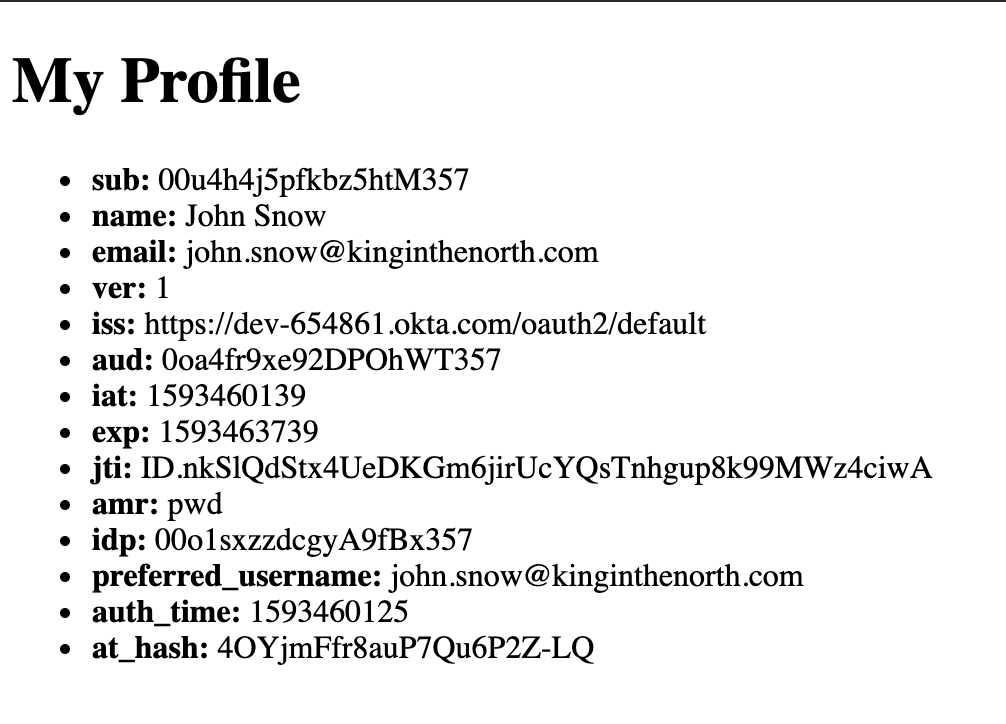 My Profile
sub: 00u4h4j5pfkbz5htM357
name: John Snow
email: john.snow@kinginthenorth.com
ver: 1
iss: https://dev-654861.okta.com/oauth2/default
aud: 0oa4fr9xe92DPOhWT357
iat: 1593460139
exp: 1593463739
jti: ID.nkSlQdStx4UeDKGm6jirUcYQsTnhgup8k99MWz4ciwA
amr: pwd
idp: 00o1sxzzdcgyA9fBx357
preferred_username: john.snow@kinginthenorth.com
auth_time: 1593460125
at_hash: 4OYjmFfr8auP7Qu6P2Z-LQ